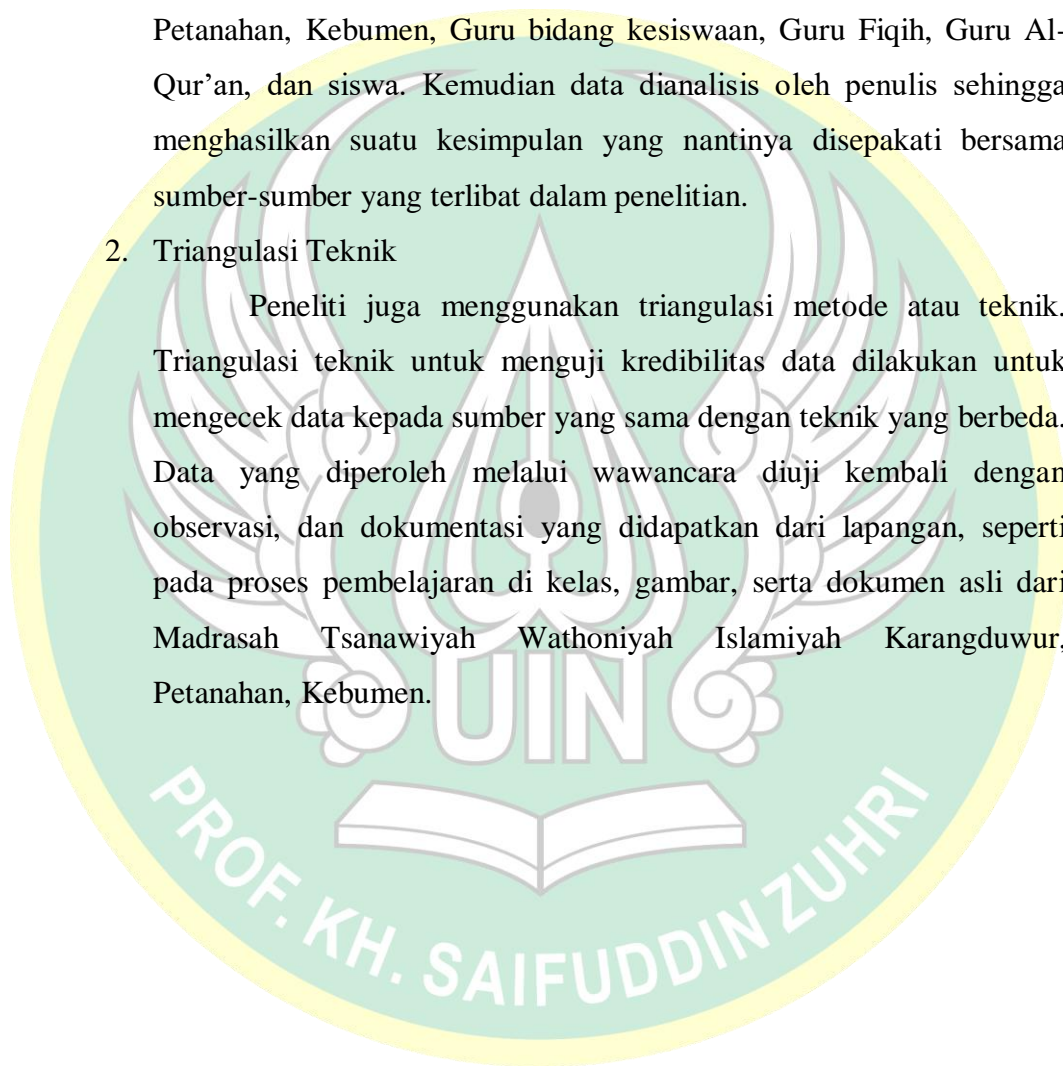 Petanahan, Kebumen, Guru bidang kesiswaan, Guru Fiqih, Guru Al-
Qur’an, dan siswa. Kemudian data dianalisis oleh penulis sehingga
menghasilkan suatu kesimpulan yang nantinya disepakati bersama
sumber-sumber yang terlibat dalam penelitian.
2. Triangulasi Teknik
Peneliti juga menggunakan triangulasi metode atau teknik.
Triangulasi teknik untuk menguji kredibilitas data dilakukan untuk
mengecek data kepada sumber yang sama dengan teknik yang berbeda.
Data yang diperoleh melalui wawancara diuji kembali dengan
observasi, dan dokumentasi yang didapatkan dari lapangan, seperti
pada proses pembelajaran di kelas, gambar, serta dokumen asli dari
Madrasah Tsanawiyah Wathoniyah Islamiyah Karangduwur,
Petanahan, Kebumen.
UIN
PROF. KH. SAIFUDDIN ZUHRI